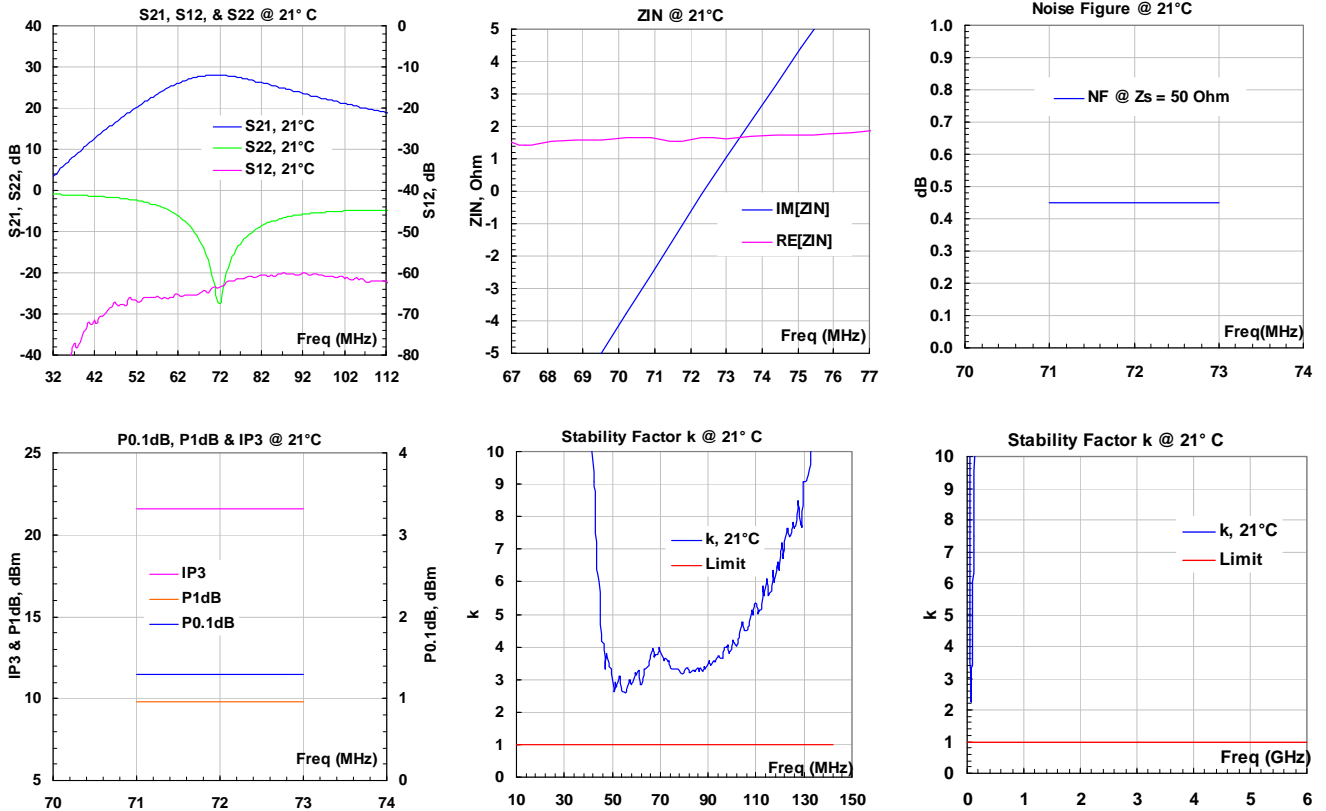 S21, S12, & S22 @ 21° C
40
30
20
10
0
-10
-20
-30
-40
0
-10
-20
-30
-40
-50
-60
-70
-80
S21, S22, dB
S12, dB
S21, 21°C
S22, 21°C
S12, 21°C
Freq (MHz)
32 42 52 62 72 82 92 102 112
ZIN @ 21°C
5
4
3
2
1
0
-1
-2
-3
-4
-5
ZIN, Ohm
IM[ZIN]
RE[ZIN]
Freq (MHz)
67 68 69 70 71 72 73 74 75 76 77
Noise Figure @ 21°C
1.0
0.9
0.8
0.7
0.6
0.5
0.4
0.3
0.2
0.1
0.0
dB
NF @ Zs = 50 Ohm
Freq(MHz)
70 71 72 73 74
P0.1dB, P1dB & IP3 @ 21°C
25
20
15
10
5
4
3
2
1
0
IP3 & P1dB, dBm
P0.1dB, dBm
IP3
P1dB
P0.1dB
Freq (MHz)
70 71 72 73 74
Stability Factor k @ 21° C
10
9
8
7
6
5
4
3
2
1
0
k
k, 21°C
Limit
Freq (MHz)
10 30 50 70 90 110 130 150
Stability Factor k @ 21° C
10
9
8
7
6
5
4
3
2
1
0
k
k, 21°C
Limit
Freq (GHz)
0 1 2 3 4 5 6